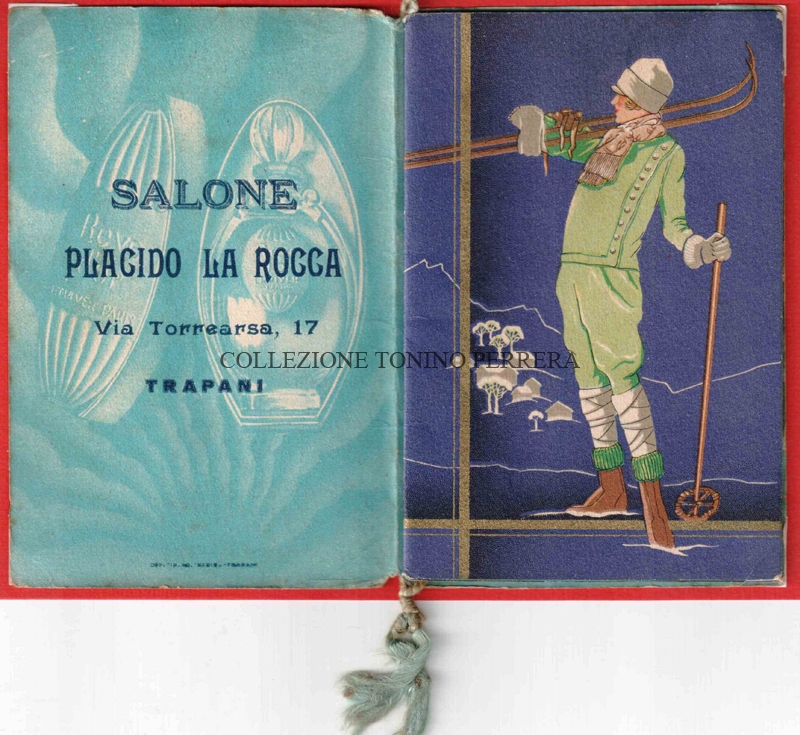 SALONE
PLACIDO LA ROCCA
Via Torrearsa, 17
COLLEZIONE TONINO PERRERA
TRAPANI